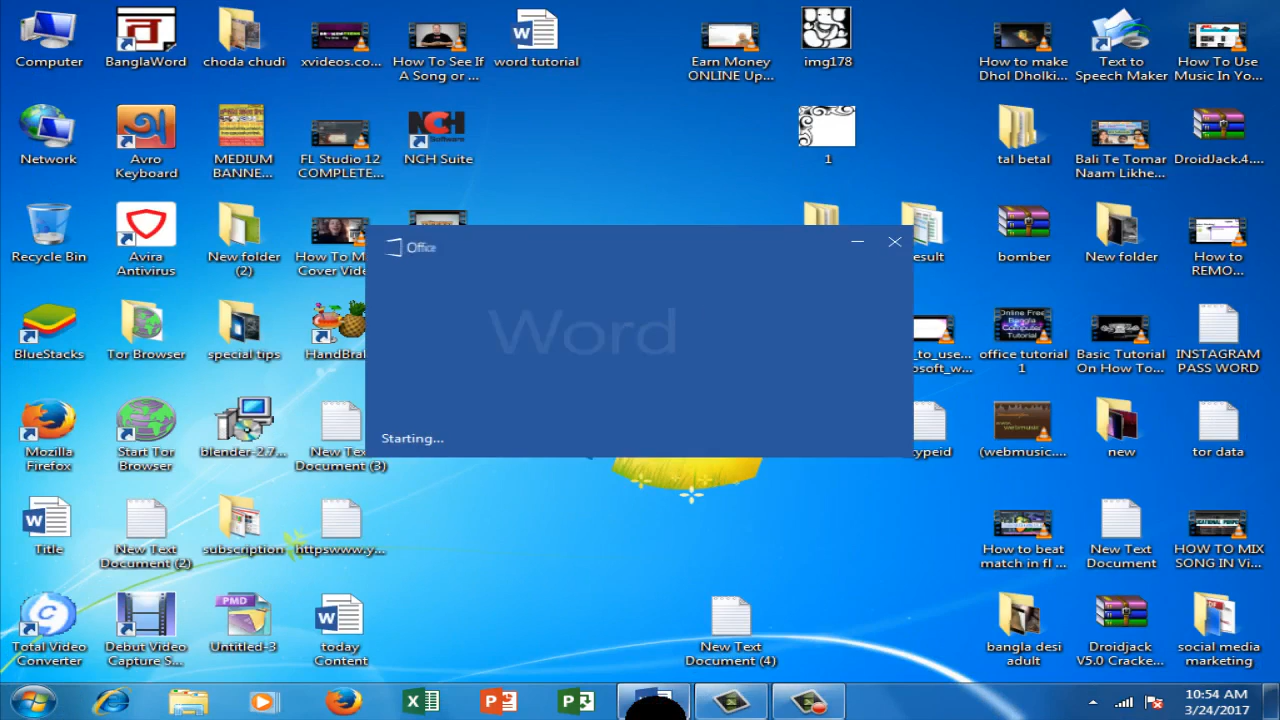 Computer
BanglaWord
choda chudi
xvideos.co...
How To See If
A Song or ...
word tutorial
Earn Money
ONLINE Up...
img178
How to make
Dhol Dholki...
Text to
Speech Maker
How To Use
Music In Yo...
Network
Avro
Keyboard
MEDIUM
BANNE...
FL Studio 12
COMPLETE...
NCH Suite
1
tal betal
Bali Te Tomar
Naam Likhe...
DroidJack.4....
Recycle Bin
Avira
Antivirus
New folder
(2)
How To M
Cover Vide
esult
bomber
New folder
How to
REMO...
Office
Word
Starting...
BlueStacks
Tor Browser
special tips
HandBra
_to_use...
osoft_w...
office tutorial
1
Basic Tutorial
On How To...
INSTAGRAM
PASS WORD
Mozilla
Firefox
Start Tor
Browser
blender-2.7...
New Tex
Document (3)
ypeid
(webmusic....
new
tor data
Title
New Text
Document (2)
subscription
httpswww.y...
How to beat
match in fl ...
New Text
Document
HOW TO MIX
SONG IN Vi...
Total Video
Converter
Debut Video
Capture S...
PMD
Untitled-3
today
Content
New Text
Document (4)
bangla desi
adult
Droidjack
V5.0 Cracke...
social media
marketing
10:54 AM
3/24/2017